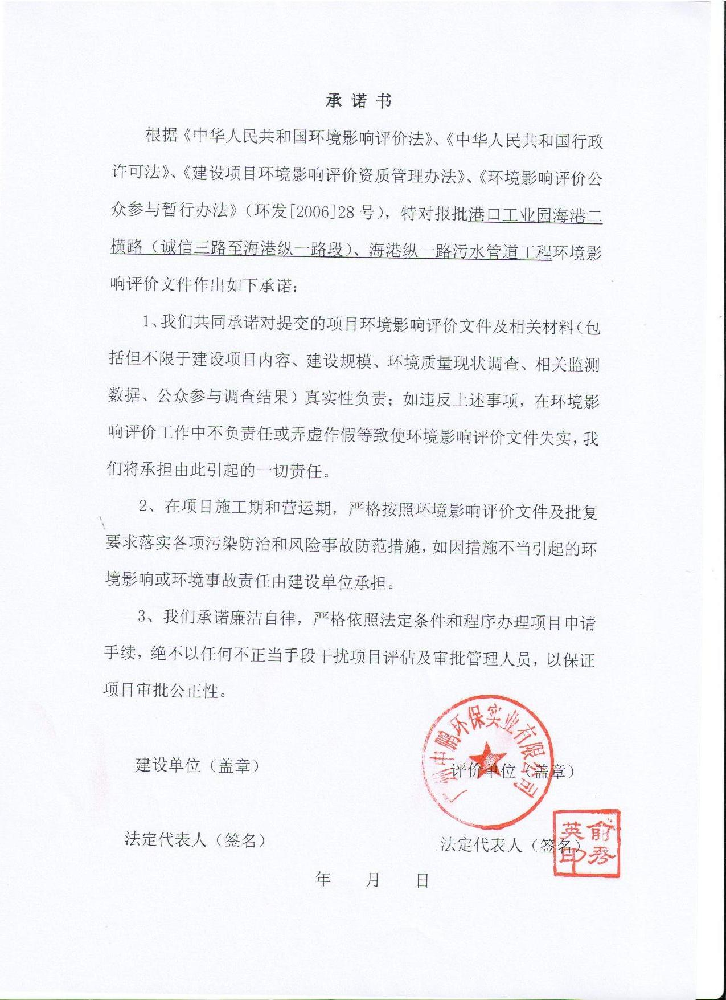 承诺书
根据《中华人民共和国环境影响评价法》、《中华人民共和国行政
许可法》、《建设项目环境影响评价资质管理办法》、《环境影响评价公
众参与暂行办法》（环发[2006]28号），特对报批港口工业园海港二
横路（诚信三路至海港纵一路段）、海港纵一路污水管道工程环境影
响评价文件作出如下承诺：
1、我们共同承诺对提交的项目环境影响评价文件及相关材料（包
括但不限于建设项目内容、建设规模、环境质量现状调查、相关监测
数据、公众参与调查结果）真实性负责；如违反上述事项，在环境影
响评价工作中不负责任或弄虚作假等致使环境影响评价文件失实，我
们将承担由此引起的一切责任。
2、在项目施工期和营运期，严格按照环境影响评价文件及批复
要求落实各项污染防治和风险事故防范措施，如因措施不当引起的环
境影响或环境事故责任由建设单位承担。
3、我们承诺廉洁自律，严格依照法定条件和程序办理项目申请
手续，绝不以任何不正当手段干扰项目评估及审批管理人员，以保证
项目审批公正性。
广州中鹏环保实业有限公司
建设单位（盖章） 评价单位（盖章）
法定代表人（签名） 法定代表人（签名）
俞秀
英印
年 月 日